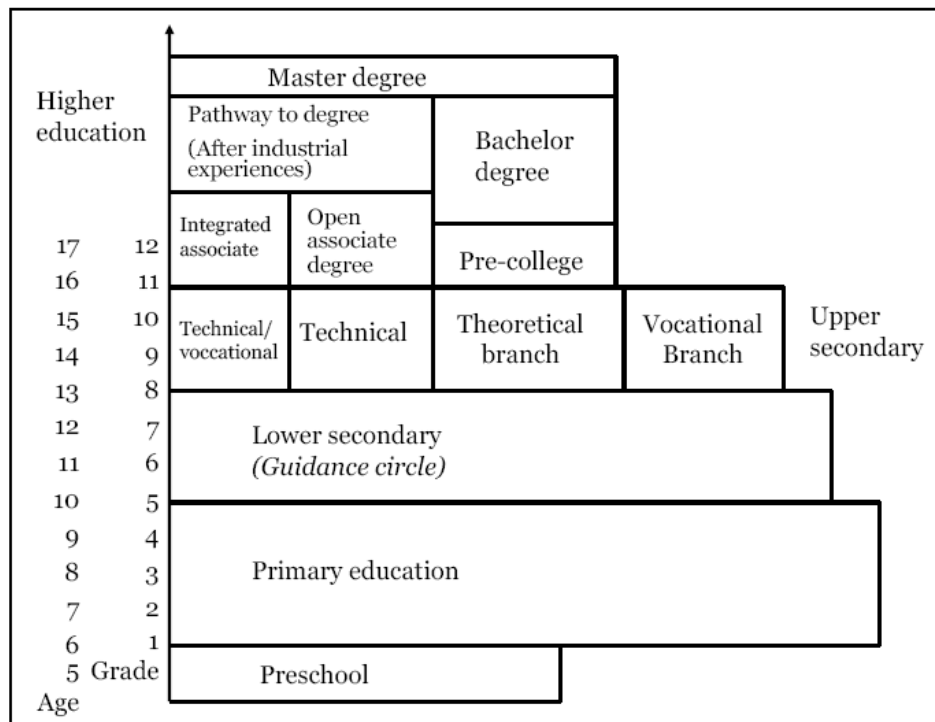 Master degree
Higher
education
Pathway to degree
(After industrial
experiences)
Bachelor
degree
Integrated
associate
Open
associate
degree
Pre-college
17 12
16 11
15 10
14 9
13 8
12 7
11 6
10 5
9 4
8 3
7 2
6 1
5 Grade
Age
Technical/
voccational
Technical
Theoretical
branch
Vocational
Branch
Upper
secondary
Lower secondary
(Guidance circle)
Primary education
Preschool